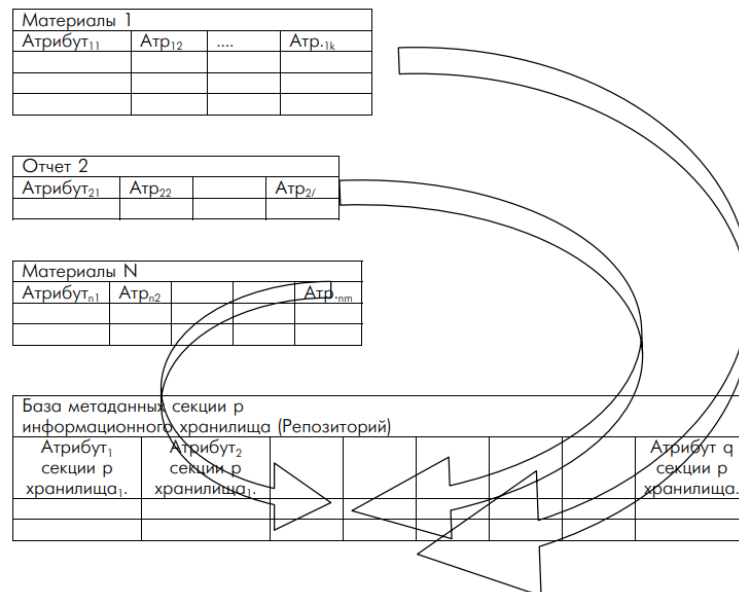 Материалы 1
Атрибут₁₁ Атр₁₂ .... Атр.₁ₖ
Отчет 2
Атрибут₂₁ Атр₂₂ Атр₂/
Материалы N
Атрибутₙ₁ Атрₙ₂ Атр.ₙₘ
База метаданных секции р
информационного хранилища (Репозиторий)
Атрибут₁ Атрибут₂ Атрибут q
секции р секции р секции р
хранилища₁. хранилища₁. хранилища.